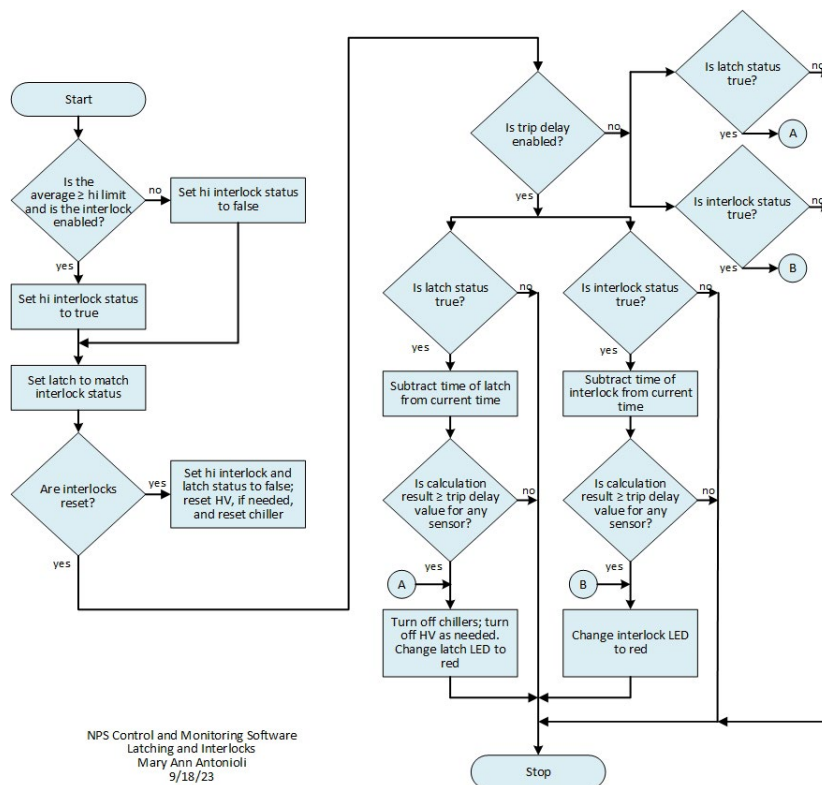 Start
Is the
average ≥ hi limit
and is the interlock
enabled?
no
Set hi interlock status
to false
yes
Set hi interlock status
to true
Set latch to match
interlock status
Are interlocks
reset?
yes
Set hi interlock and
latch status to false;
reset HV, if needed,
and reset chiller
yes
Is trip delay
enabled?
no
yes
Is latch status
true?
no
yes
A
Is interlock status
true?
no
yes
B
Is latch status
true?
no
yes
Subtract time of latch
from current time
Is calculation
result ≥ trip delay
value for any
sensor?
no
yes
A
Turn off chillers; turn
off HV as needed.
Change latch LED to
red
Is interlock status
true?
no
yes
Subtract time of
interlock from current
time
Is calculation
result ≥ trip delay
value for any
sensor?
no
yes
B
Change interlock LED
to red
Stop
NPS Control and Monitoring Software
Latching and Interlocks
Mary Ann Antonioli
9/18/23